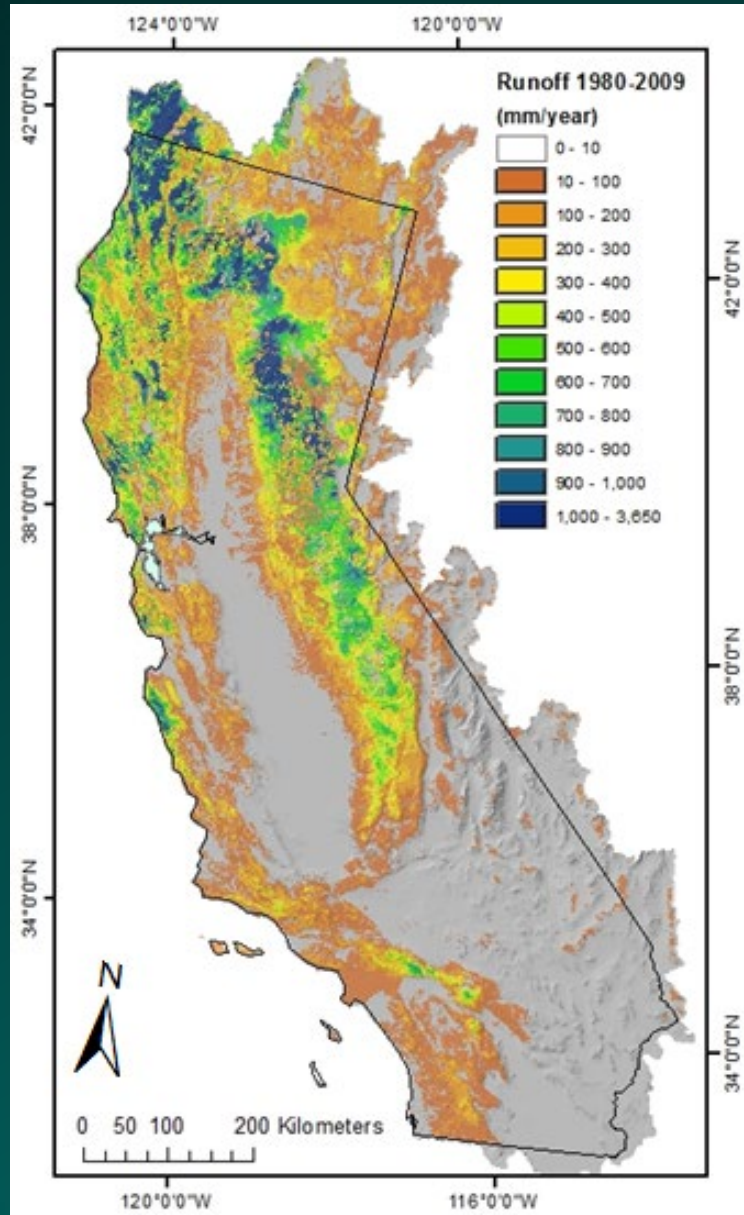 124°0'0"W
120°0'0"W
42°0'0"N
Runoff 1980-2009
(mm/year)
0 - 10
10 - 100
100 - 200
200 - 300
300 - 400
400 - 500
500 - 600
600 - 700
700 - 800
800 - 900
900 - 1,000
1,000 - 3,650
42°0'0"N
38°0'0"N
38°0'0"N
34°0'0"N
34°0'0"N
N
0 50 100 200 Kilometers
120°0'0"W
116°0'0"W